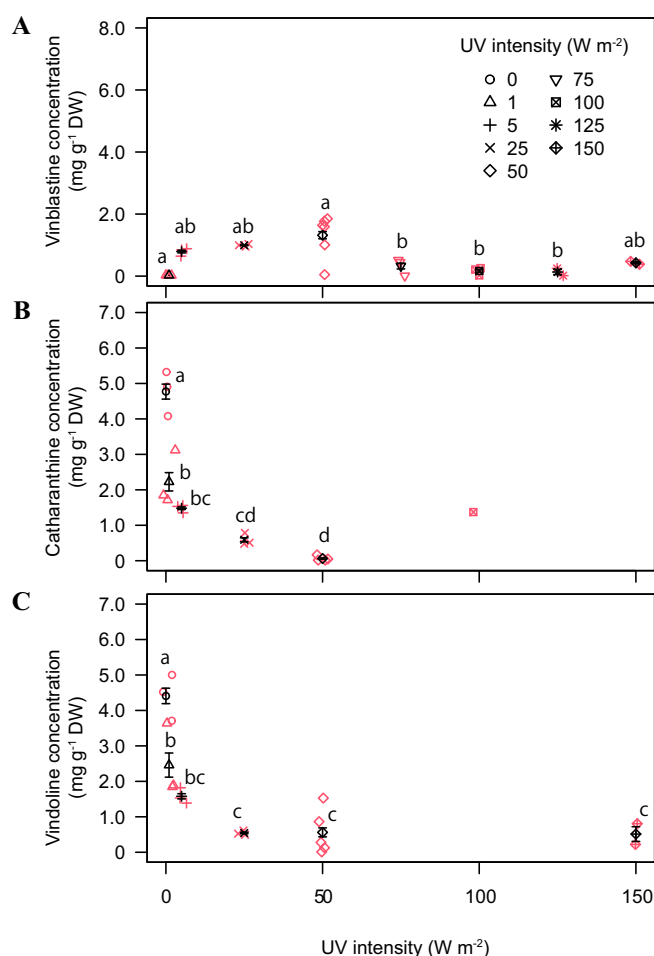 A
Vinblastine concentration
(mg g⁻¹ DW)
8.0
6.0
4.0
2.0
0
UV intensity (W m⁻²)
0 75
1 100
5 125
25 150
50
a ab ab a b b b ab
B
Catharanthine concentration
(mg g⁻¹ DW)
7.0
6.0
5.0
4.0
3.0
2.0
1.0
0
a
b
bc
cd
d
C
Vindoline concentration
(mg g⁻¹ DW)
7.0
6.0
5.0
4.0
3.0
2.0
1.0
0
a
b
bc
c c c
0 50 100 150
UV intensity (W m⁻²)